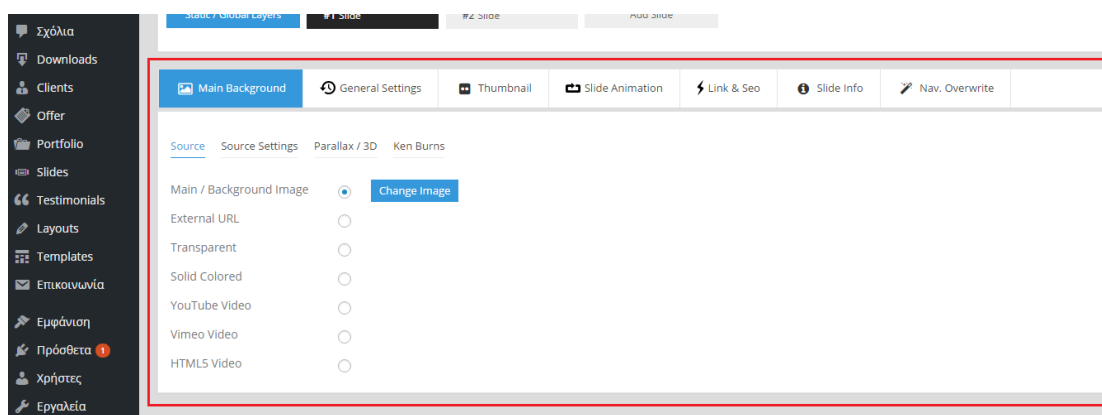 Static / Global Layers #1 Slide #2 Slide Add Slide
Σχόλια
Downloads
Clients
Offer
Portfolio
Slides
Testimonials
Layouts
Templates
Επικοινωνία
Εμφάνιση
Πρόσθετα 1
Χρήστες
Εργαλεία
Main Background General Settings Thumbnail Slide Animation Link & Seo Slide Info Nav. Overwrite
Source Source Settings Parallax / 3D Ken Burns
Main / Background Image Change Image
External URL
Transparent
Solid Colored
YouTube Video
Vimeo Video
HTML5 Video